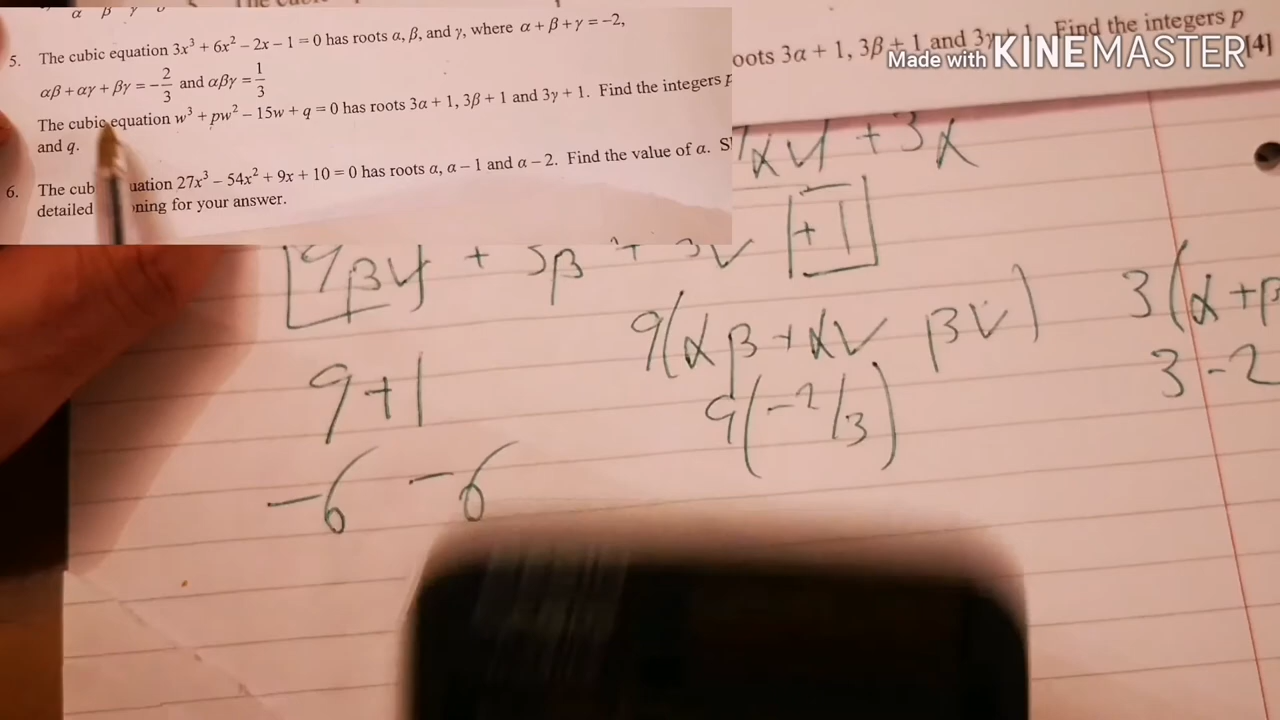 α β γ
5. The cubic equation 3x³ + 6x² − 2x − 1 = 0 has roots α, β, and γ, where α + β + γ = −2,
αβ + αγ + βγ = −2/3 and αβγ = 1/3
The cubic equation w³ + pw² − 15w + q = 0 has roots 3α + 1, 3β + 1 and 3γ + 1. Find the integers p
and q.
6. The cub uation 27x³ − 54x² + 9x + 10 = 0 has roots α, α − 1 and α − 2. Find the value of α. S
detailed ning for your answer.
oots 3α + 1, 3β + 1 and 3γ + 1. Find the integers p
[4]
Made with KINEMASTER
+ 3α
9βγ + 3β + 3γ + 1
9(αβ + αγ βγ) 3(α + β
9 + 1 9(−2/3) 3 − 2
−6 −6